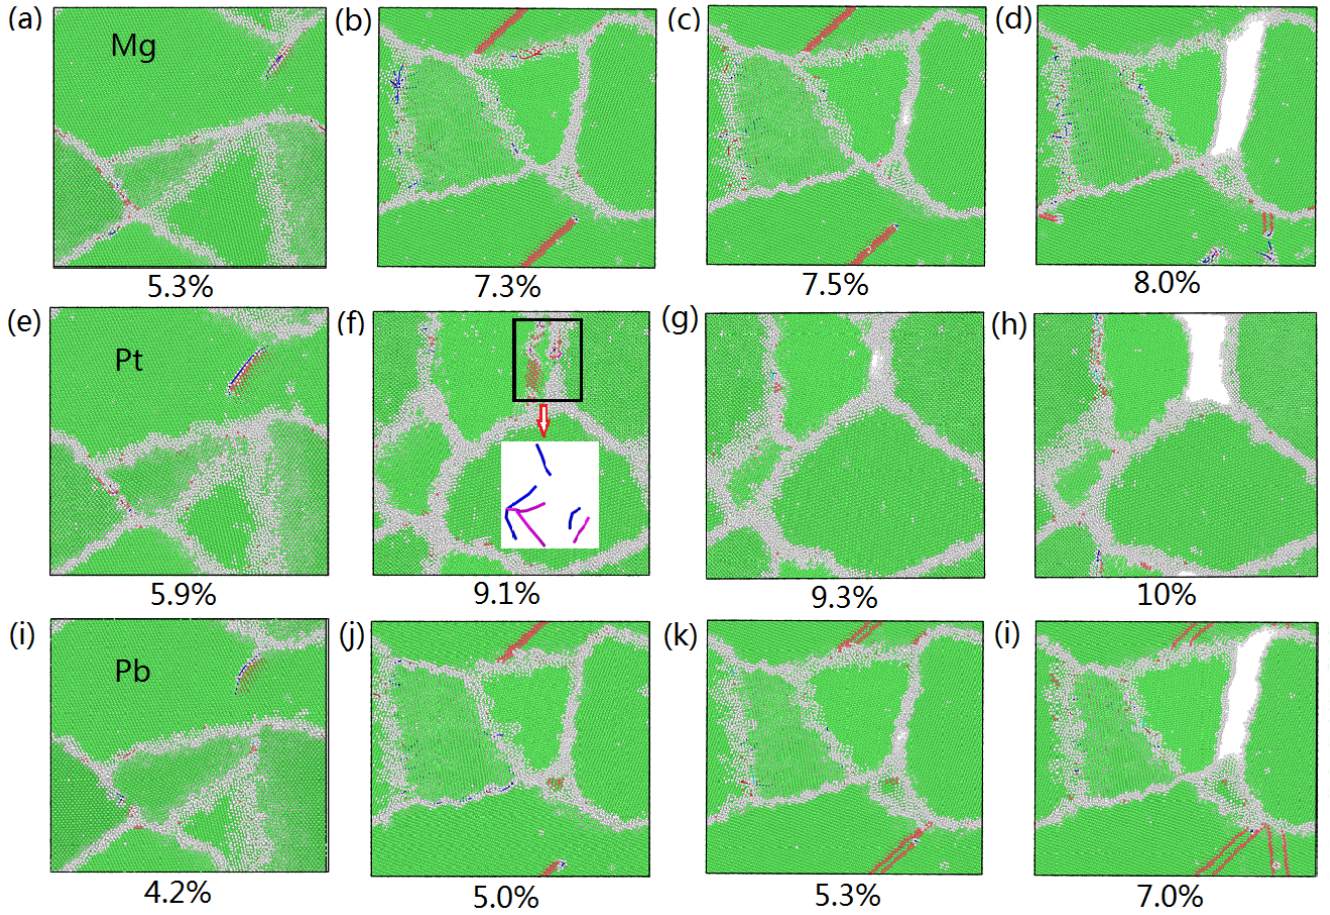 (a) (b) (c) (d)
Mg
5.3% 7.3% 7.5% 8.0%
(e) (f) (g) (h)
Pt
5.9% 9.1% 9.3% 10%
(i) (j) (k) (i)
Pb
4.2% 5.0% 5.3% 7.0%